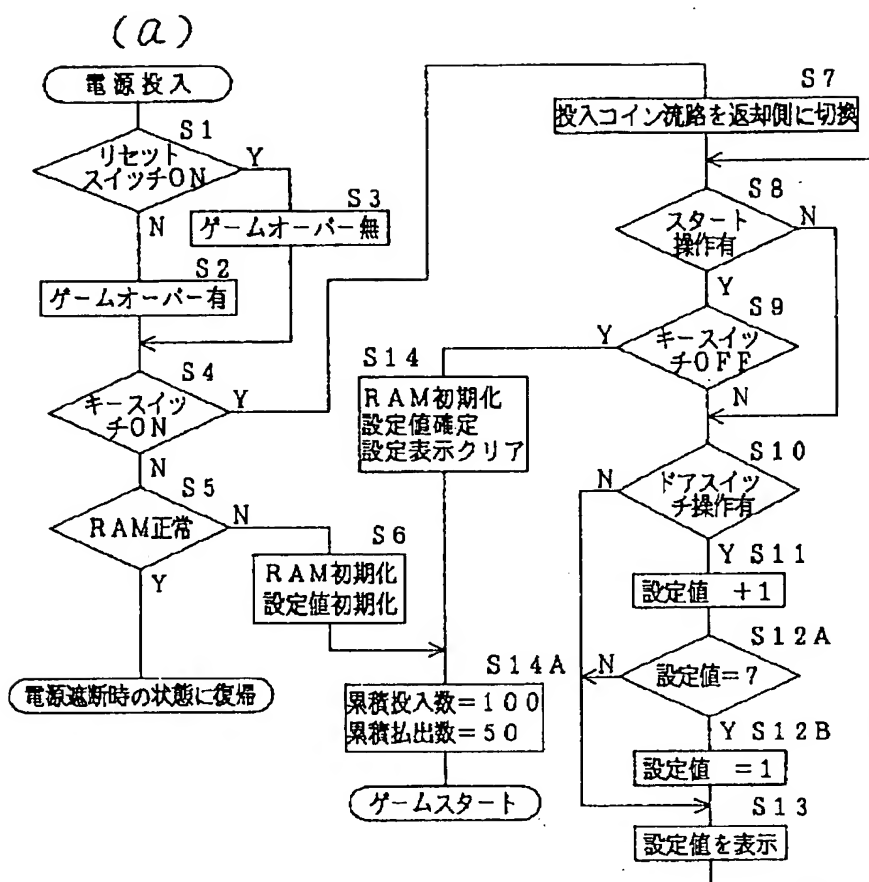 (a)
電源投入
S1
リセット
スイッチON
Y
N
S3
ゲームオーバー無
S2
ゲームオーバー有
S4
キースイッ
チON
Y
N
S5
RAM正常
N
Y
S6
RAM初期化
設定値初期化
電源遮断時の状態に復帰
S7
投入コイン流路を返却側に切換
S8
スタート
操作有
N
Y
S9
キースイッ
チOFF
Y
N
S14
RAM初期化
設定値確定
設定表示クリア
S10
ドアスイッ
チ操作有
N
Y S11
設定値 +1
S12A
設定値=7
N
Y S12B
設定値 =1
S13
設定値を表示
S14A
累積投入数=100
累積払出数=50
ゲームスタート